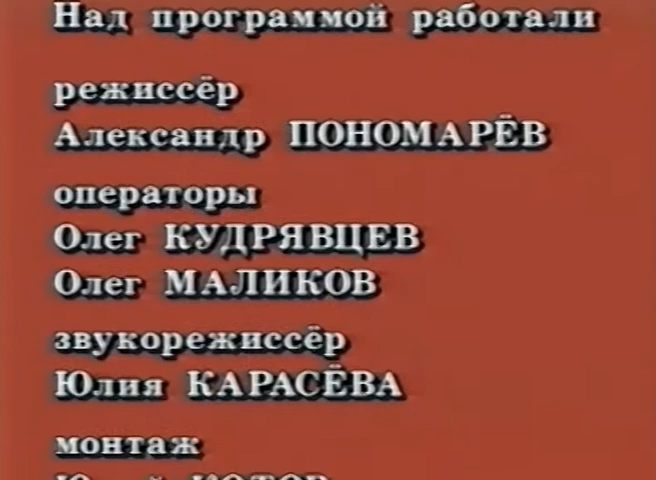 Над программой работали
режиссёр
Александр ПОНОМАРЁВ
операторы
Олег КУДРЯВЦЕВ
Олег МАЛИКОВ
звукорежиссёр
Юлия КАРАСЁВА
монтаж